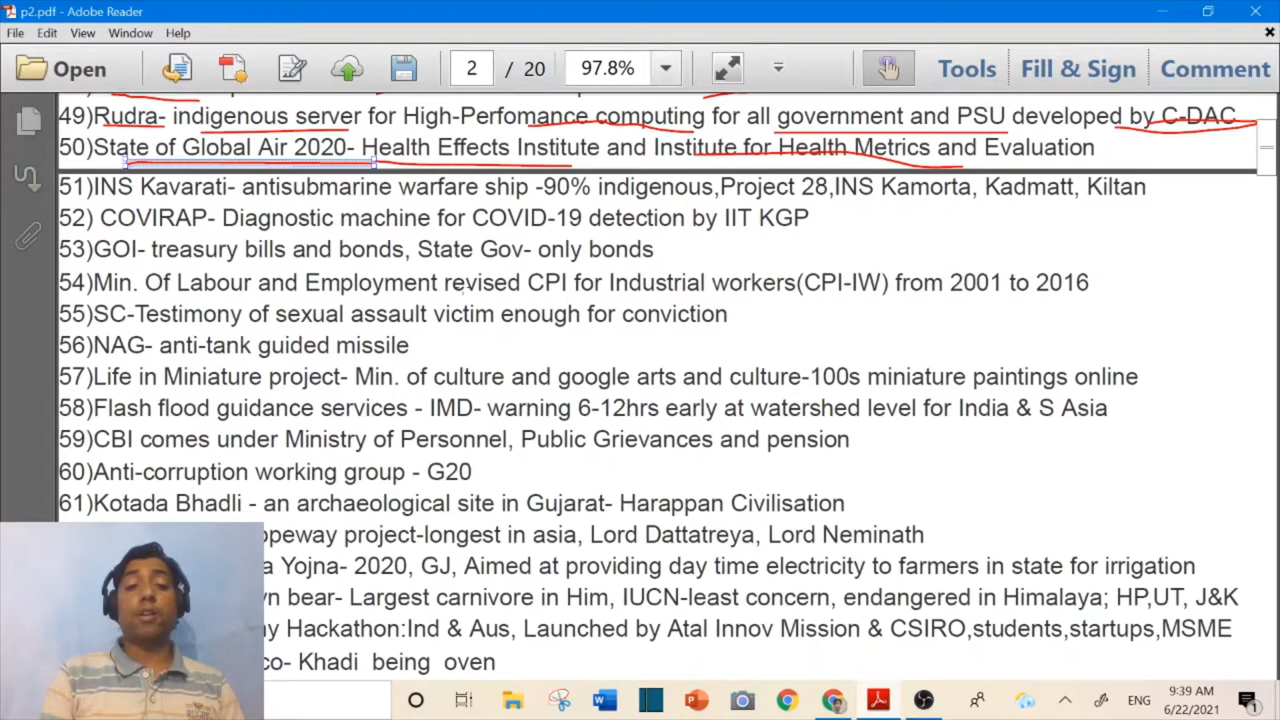 p2.pdf - Adobe Reader
File Edit View Window Help
Open 2 / 20 97.8% Tools Fill & Sign Comment
49)Rudra- indigenous server for High-Perfomance computing for all government and PSU developed by C-DAC
50)State of Global Air 2020- Health Effects Institute and Institute for Health Metrics and Evaluation
51)INS Kavarati- antisubmarine warfare ship -90% indigenous,Project 28,INS Kamorta, Kadmatt, Kiltan
52) COVIRAP- Diagnostic machine for COVID-19 detection by IIT KGP
53)GOI- treasury bills and bonds, State Gov- only bonds
54)Min. Of Labour and Employment revised CPI for Industrial workers(CPI-IW) from 2001 to 2016
55)SC-Testimony of sexual assault victim enough for conviction
56)NAG- anti-tank guided missile
57)Life in Miniature project- Min. of culture and google arts and culture-100s miniature paintings online
58)Flash flood guidance services - IMD- warning 6-12hrs early at watershed level for India & S Asia
59)CBI comes under Ministry of Personnel, Public Grievances and pension
60)Anti-corruption working group - G20
61)Kotada Bhadli - an archaeological site in Gujarat- Harappan Civilisation
opeway project-longest in asia, Lord Dattatreya, Lord Neminath
a Yojna- 2020, GJ, Aimed at providing day time electricity to farmers in state for irrigation
n bear- Largest carnivore in Him, IUCN-least concern, endangered in Himalaya; HP,UT, J&K
y Hackathon:Ind & Aus, Launched by Atal Innov Mission & CSIRO,students,startups,MSME
co- Khadi being oven
ENG
9:39 AM
6/22/2021